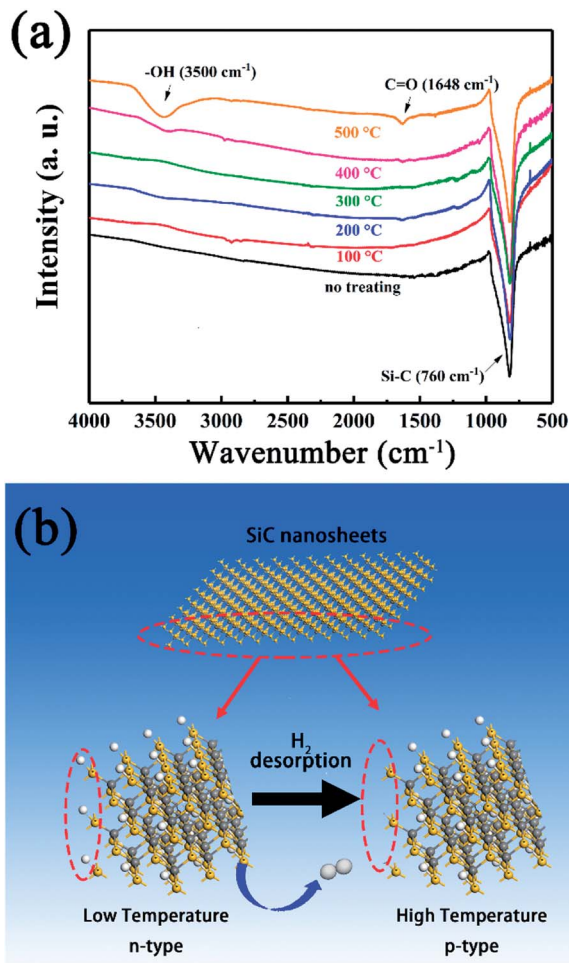 (a)
-OH (3500 cm-1)
C=O (1648 cm-1)
500 °C
400 °C
300 °C
200 °C
100 °C
no treating
Si-C (760 cm-1)
Intensity (a. u.)
4000 3500 3000 2500 2000 1500 1000 500
Wavenumber (cm-1)
(b)
SiC nanosheets
H2
desorption
Low Temperature
n-type
High Temperature
p-type